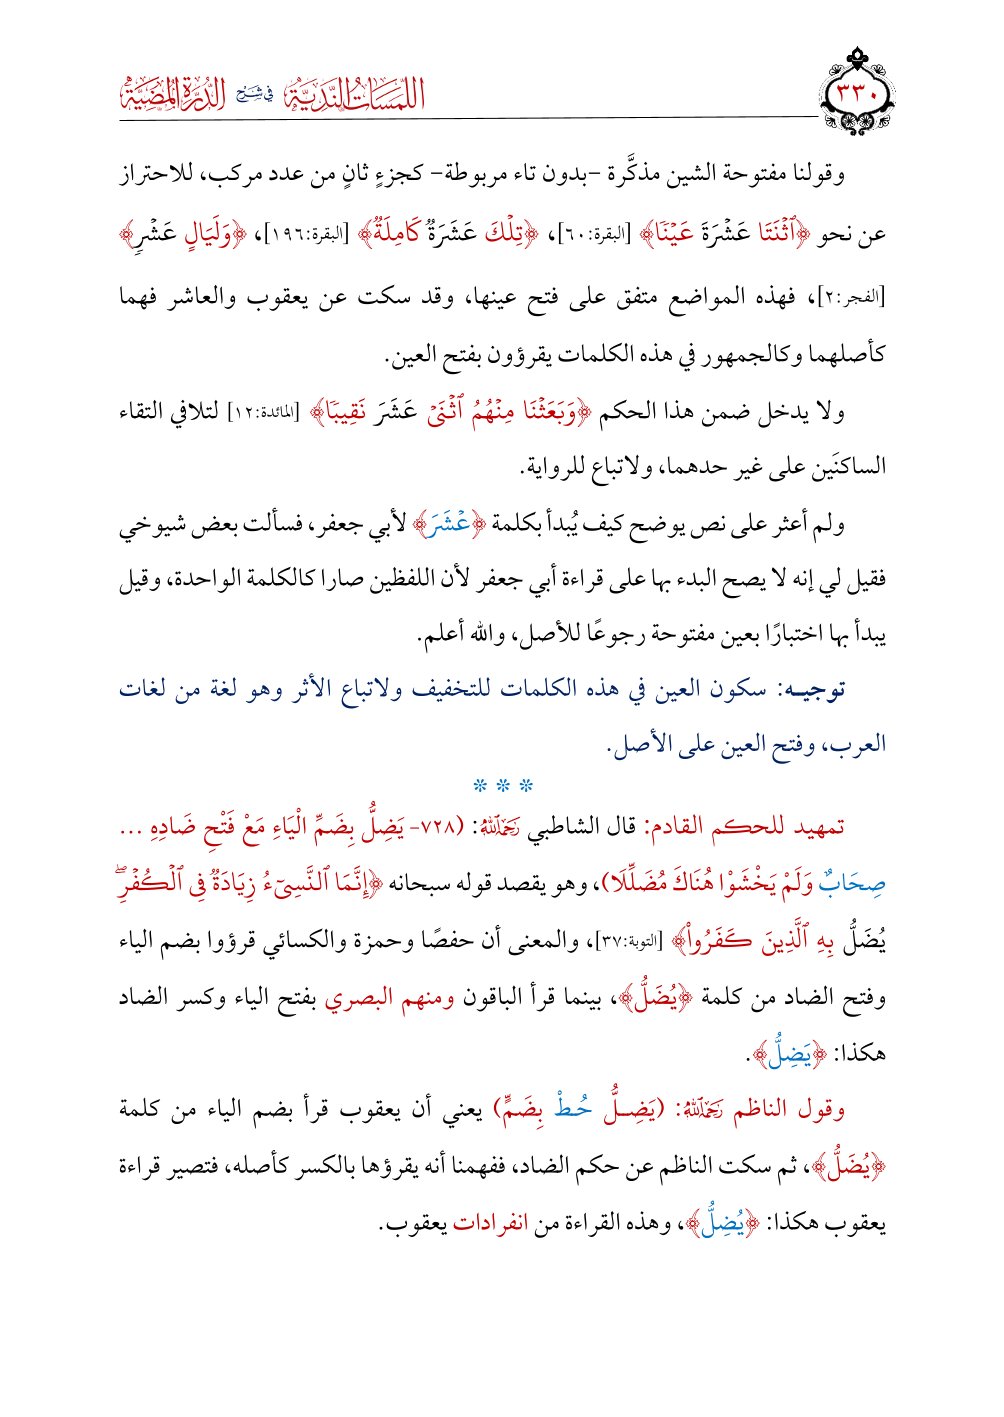 ٣٣٠
اللمسات الندية في شرح الدرة المضية
وقولنا مفتوحة الشين مذكَّرة -بدون تاء مربوطة- كجزءٍ ثانٍ من عدد مركب، للاحتراز
عن نحو ﴿ٱثۡنَتَا عَشۡرَةَ عَيۡنٗا﴾ [البقرة:٦٠]، ﴿تِلۡكَ عَشَرَةٞ كَامِلَةٞ﴾ [البقرة:١٩٦]، ﴿وَلَيَالٍ عَشۡرٖ﴾
[الفجر:٢]، فهذه المواضع متفق على فتح عينها، وقد سكت عن يعقوب والعاشر فهما
كأصلهما وكالجمهور في هذه الكلمات يقرؤون بفتح العين.
ولا يدخل ضمن هذا الحكم ﴿وَبَعَثۡنَا مِنۡهُمُ ٱثۡنَيۡ عَشَرَ نَقِيبٗا﴾ [المائدة:١٢] لتلافي التقاء
الساكنَين على غير حدهما، ولاتباع للرواية.
ولم أعثر على نص يوضح كيف يُبدأ بكلمة ﴿عۡشَرَ﴾ لأبي جعفر، فسألت بعض شيوخي
فقيل لي إنه لا يصح البدء بها على قراءة أبي جعفر لأن اللفظين صارا كالكلمة الواحدة، وقيل
يبدأ بها اختبارًا بعين مفتوحة رجوعًا للأصل، والله أعلم.
توجيـه: سكون العين في هذه الكلمات للتخفيف ولاتباع الأثر وهو لغة من لغات
العرب، وفتح العين على الأصل.
* * *
تمهيد للحكم القادم: قال الشاطبي رحمه الله: (٧٢٨- يَضِلُّ بِضَمِّ الْيَاءِ مَعْ فَتْحِ ضَادِهِ ...
صِحَابٌ وَلَمْ يَخْشَوْا هُنَاكَ مُضَلِّلَا)، وهو يقصد قوله سبحانه ﴿إِنَّمَا ٱلنَّسِيٓءُ زِيَادَةٞ فِي ٱلۡكُفۡرِۖ
يُضَلُّ بِهِ ٱلَّذِينَ كَفَرُواْ﴾ [التوبة:٣٧]، والمعنى أن حفصًا وحمزة والكسائي قرؤوا بضم الياء
وفتح الضاد من كلمة ﴿يُضَلُّ﴾، بينما قرأ الباقون ومنهم البصري بفتح الياء وكسر الضاد
هكذا: ﴿يَضِلُّ﴾.
وقول الناظم رحمه الله: (يَضِــلُّ حُـطْ بِضَمٍّ) يعني أن يعقوب قرأ بضم الياء من كلمة
﴿يُضَلُّ﴾، ثم سكت الناظم عن حكم الضاد، ففهمنا أنه يقرؤها بالكسر كأصله، فتصير قراءة
يعقوب هكذا: ﴿يُضِلُّ﴾، وهذه القراءة من انفرادات يعقوب.